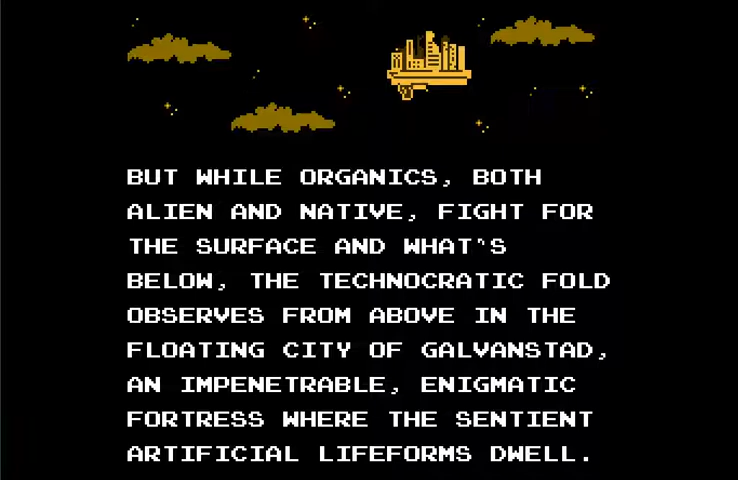 BUT WHILE ORGANICS, BOTH
ALIEN AND NATIVE, FIGHT FOR
THE SURFACE AND WHAT'S
BELOW, THE TECHNOCRATIC FOLD
OBSERVES FROM ABOVE IN THE
FLOATING CITY OF GALVANSTAD,
AN IMPENETRABLE, ENIGMATIC
FORTRESS WHERE THE SENTIENT
ARTIFICIAL LIFEFORMS DWELL.